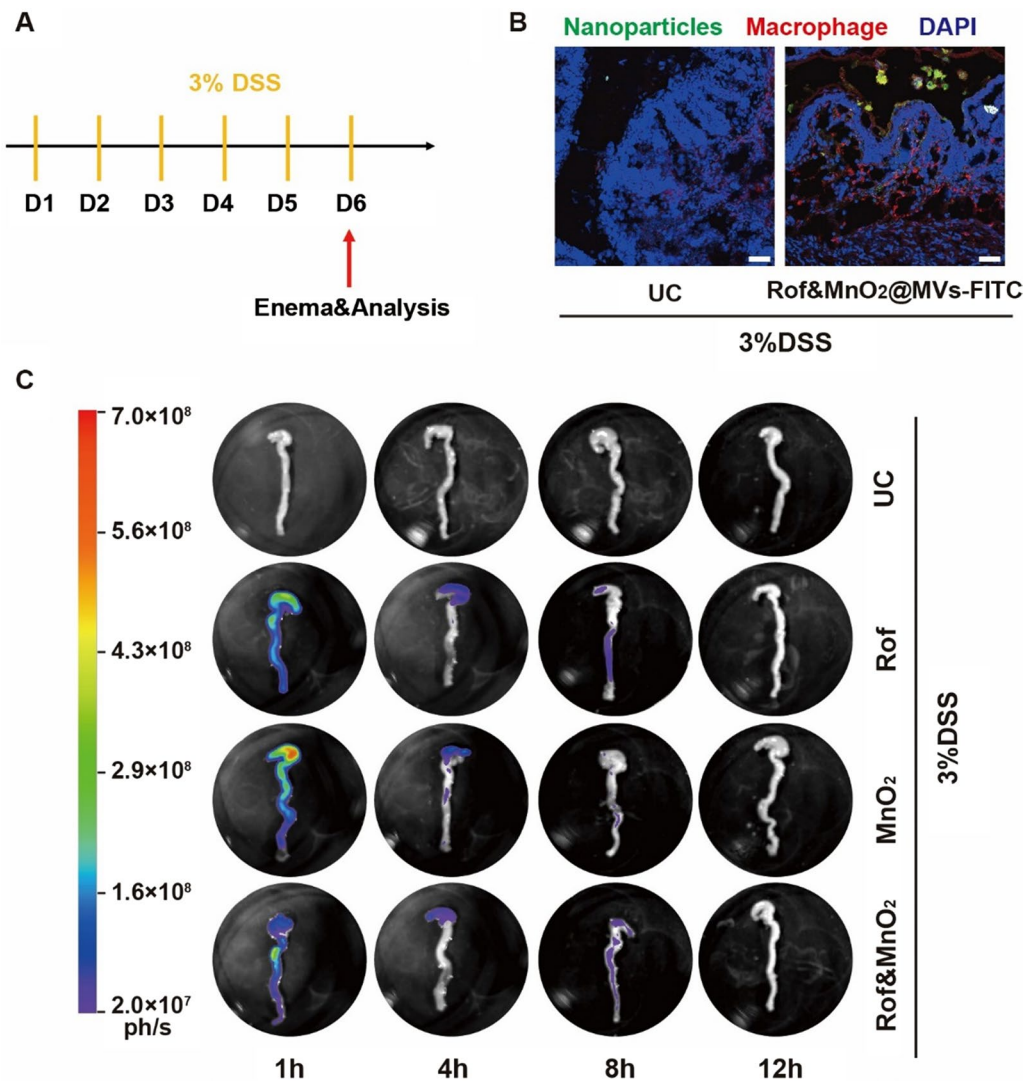 A
3% DSS
D1 D2 D3 D4 D5 D6
Enema&Analysis
B
Nanoparticles Macrophage DAPI
UC Rof&MnO₂@MVs-FITC
3%DSS
C
7.0×10⁸
5.6×10⁸
4.3×10⁸
2.9×10⁸
1.6×10⁸
2.0×10⁷
ph/s
UC
Rof
MnO₂
Rof&MnO₂
3%DSS
1h 4h 8h 12h